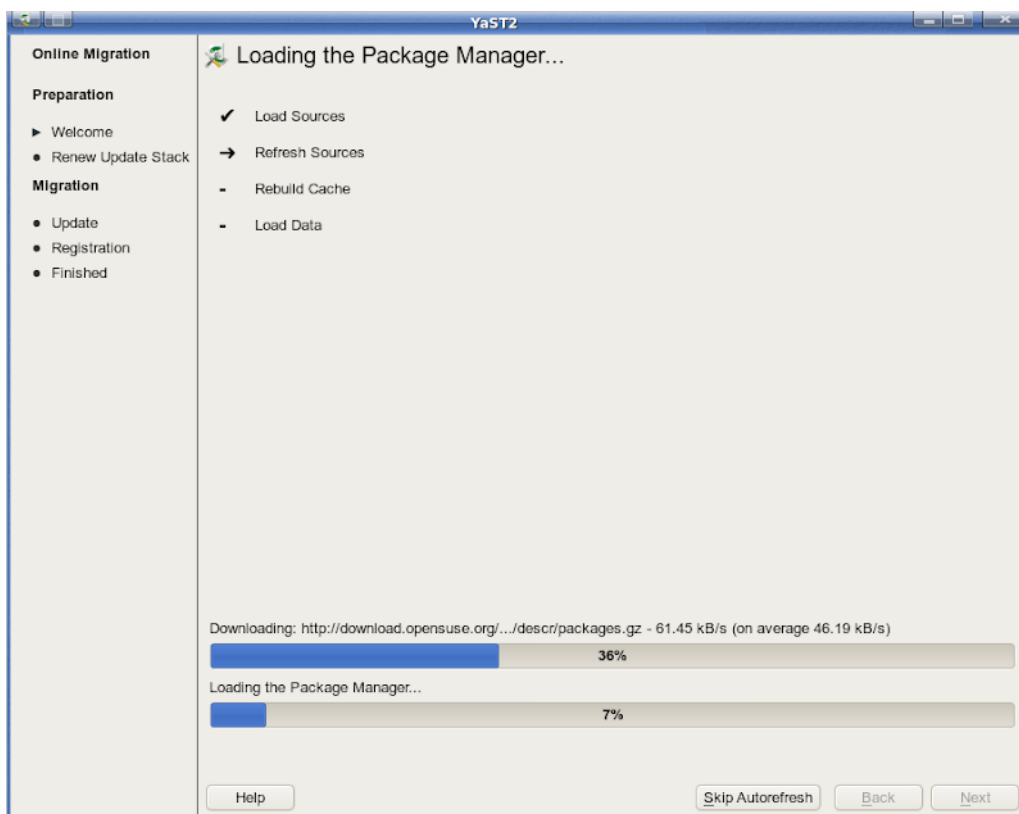 YaST2
Online Migration
Preparation
Welcome
Renew Update Stack
Migration
Update
Registration
Finished
Loading the Package Manager...
Load Sources
Refresh Sources
- Rebuild Cache
- Load Data
Downloading: http://download.opensuse.org/.../descr/packages.gz - 61.45 kB/s (on average 46.19 kB/s)
36%
Loading the Package Manager...
7%
Help
Skip Autorefresh
Back
Next